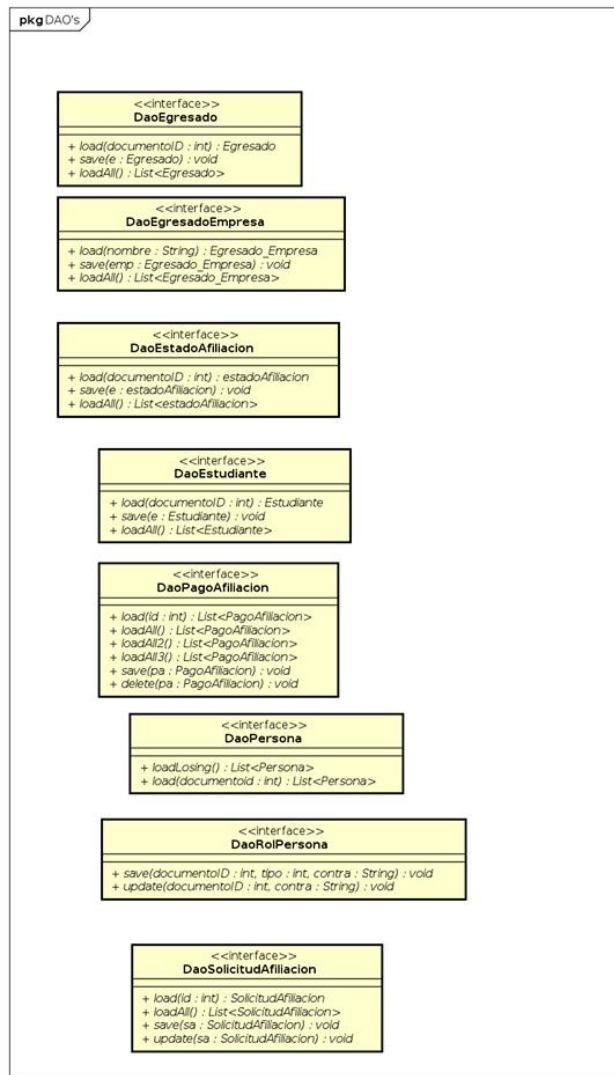 pkg DAO's
<<interface>>
DaoEgresado
+ load(documentoID : int) : Egresado
+ save(e : Egresado) : void
+ loadAll() : List<Egresado>
<<interface>>
DaoEgresadoEmpresa
+ load(nombre : String) : Egresado_Empresa
+ save(emp : Egresado_Empresa) : void
+ loadAll() : List<Egresado_Empresa>
<<interface>>
DaoEstadoAfiliacion
+ load(documentoID : int) : estadoAfiliacion
+ save(e : estadoAfiliacion) : void
+ loadAll() : List<estadoAfiliacion>
<<interface>>
DaoEstudiante
+ load(documentoID : int) : Estudiante
+ save(e : Estudiante) : void
+ loadAll() : List<Estudiante>
<<interface>>
DaoPagoAfiliacion
+ load(id : int) : List<PagoAfiliacion>
+ loadAll() : List<PagoAfiliacion>
+ loadAll2() : List<PagoAfiliacion>
+ loadAll3() : List<PagoAfiliacion>
+ save(pa : PagoAfiliacion) : void
+ delete(pa : PagoAfiliacion) : void
<<interface>>
DaoPersona
+ loadLosing() : List<Persona>
+ load(documentoid : int) : List<Persona>
<<interface>>
DaoRolPersona
+ save(documentoID : int, tipo : int, contra : String) : void
+ update(documentoID : int, contra : String) : void
<<interface>>
DaoSolicitudAfiliacion
+ load(id : int) : SolicitudAfiliacion
+ loadAll() : List<SolicitudAfiliacion>
+ save(sa : SolicitudAfiliacion) : void
+ update(sa : SolicitudAfiliacion) : void